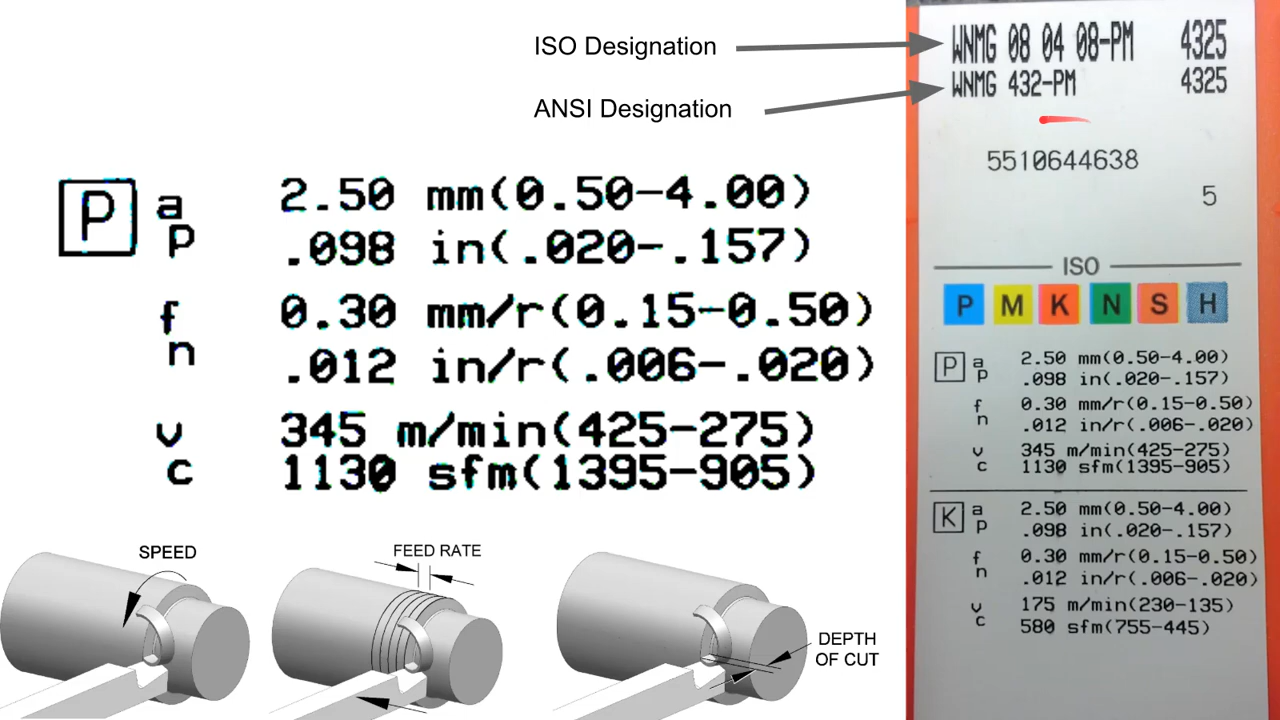 ISO Designation
ANSI Designation
P
a p 2.50 mm(0.50-4.00)
.098 in(.020-.157)
f n 0.30 mm/r(0.15-0.50)
.012 in/r(.006-.020)
v c 345 m/min(425-275)
1130 sfm(1395-905)
SPEED
FEED RATE
DEPTH
OF CUT
WNMG 08 04 08-PM 4325
WNMG 432-PM 4325
5510644638
5
ISO
P M K N S H
P
a p 2.50 mm(0.50-4.00)
.098 in(.020-.157)
f n 0.30 mm/r(0.15-0.50)
.012 in/r(.006-.020)
v c 345 m/min(425-275)
1130 sfm(1395-905)
K
a p 2.50 mm(0.50-4.00)
.098 in(.020-.157)
f n 0.30 mm/r(0.15-0.50)
.012 in/r(.006-.020)
v c 175 m/min(230-135)
580 sfm(755-445)